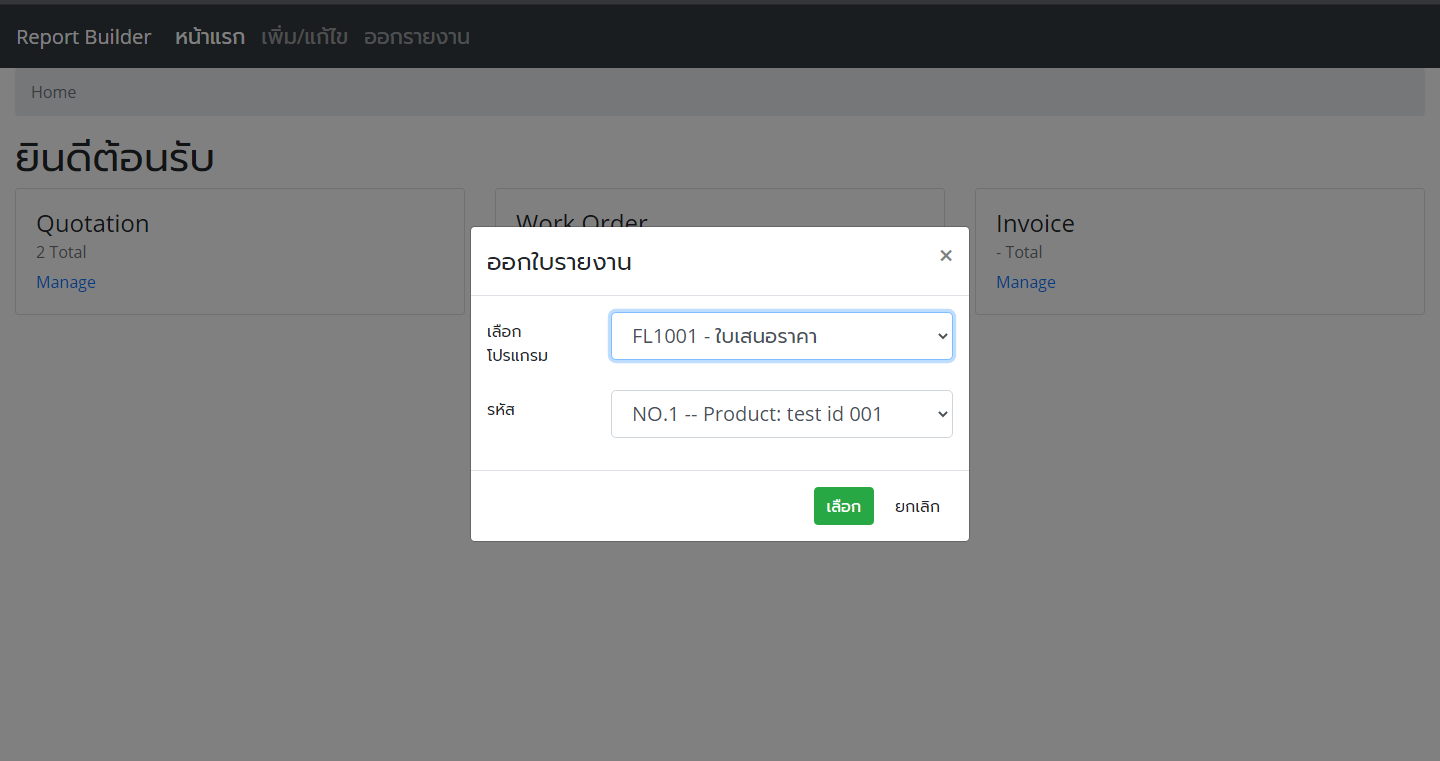 Report Builder หน้าแรก เพิ่ม/แก้ไข ออกรายงาน
Home
ยินดีต้อนรับ
Quotation
2 Total
Manage
Work Order
Invoice
- Total
Manage
ออกใบรายงาน ×
เลือก
โปรแกรม
FL1001 - ใบเสนอราคา
รหัส
NO.1 -- Product: test id 001
เลือก ยกเลิก